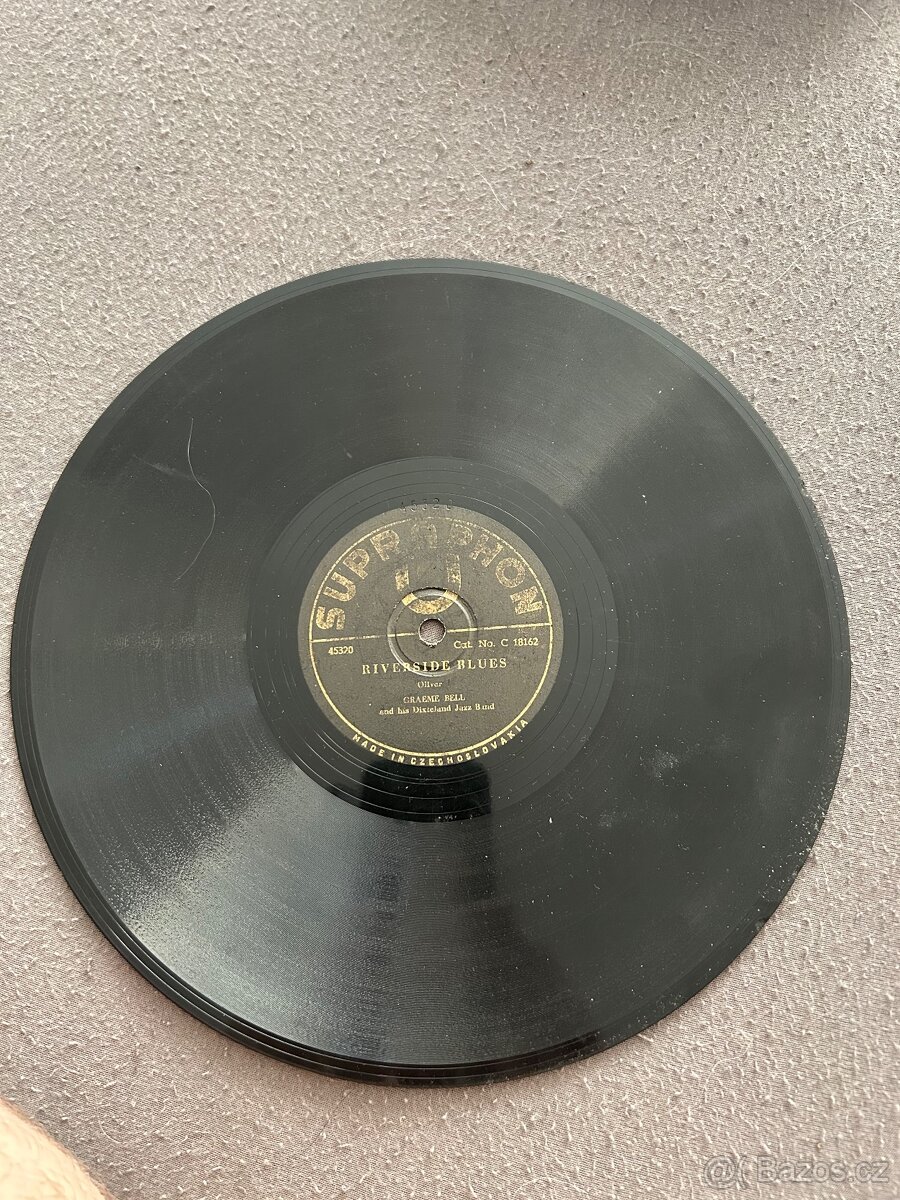 45320
SUPRAPHON
45320 Cat. No. C 18162
RIVERSIDE BLUES
Oliver
GRAEME BELL
and his Dixieland Jazz Band
MADE IN CZECHOSLOVAKIA
Bazos.cz